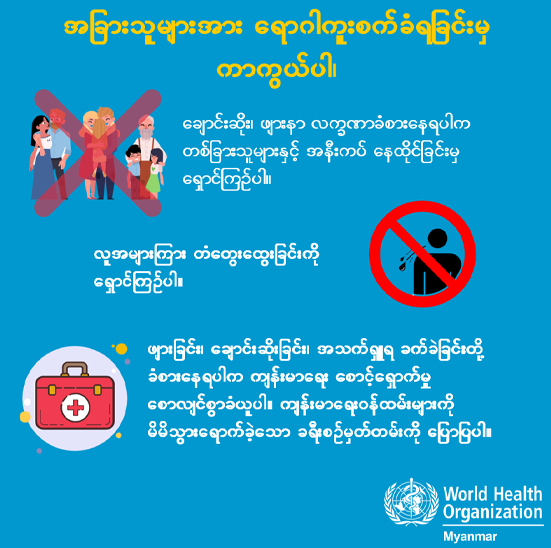 အခြားသူများအား ရောဂါကူးစက်ခံရခြင်းမှ
ကာကွယ်ပါ။
ချောင်းဆိုး၊ ဖျားနာ လက္ခဏာခံစားနေရပါက
တစ်ခြားသူများနှင့် အနီးကပ် နေထိုင်ခြင်းမှ
ရှောင်ကြဉ်ပါ။
လူအများကြား တံတွေးထွေးခြင်းကို
ရှောင်ကြဉ်ပါ။
ဖျားခြင်း၊ ချောင်းဆိုးခြင်း၊ အသက်ရှူရ ခက်ခဲခြင်းတို့
ခံစားနေရပါက ကျန်းမာရေး စောင့်ရှောက်မှု
စောလျင်စွာခံယူပါ။ ကျန်းမာရေးဝန်ထမ်းများကို
မိမိသွားရောက်ခဲ့သော ခရီးစဉ်မှတ်တမ်းကို ပြောပြပါ။
World Health
Organization
Myanmar